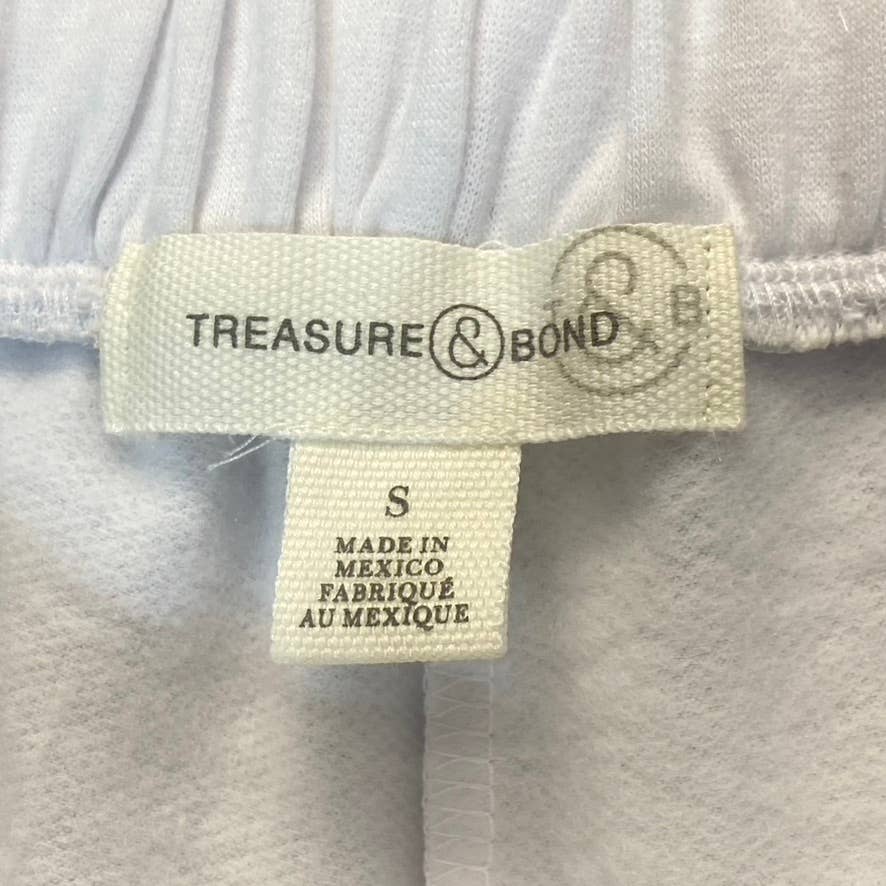 TREASURE & BOND
& B
S
MADE IN
MEXICO
FABRIQUÉ
AU MEXIQUE